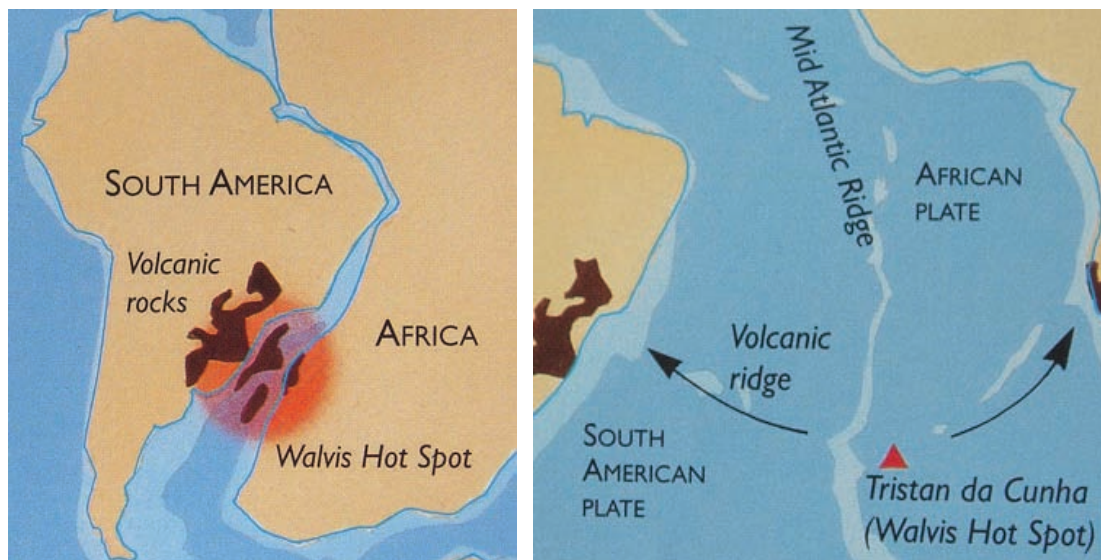 SOUTH AMERICA
Volcanic
rocks
AFRICA
Walvis Hot Spot
Mid Atlantic Ridge
AFRICAN
PLATE
Volcanic
ridge
SOUTH
AMERICAN
PLATE
Tristan da Cunha
(Walvis Hot Spot)